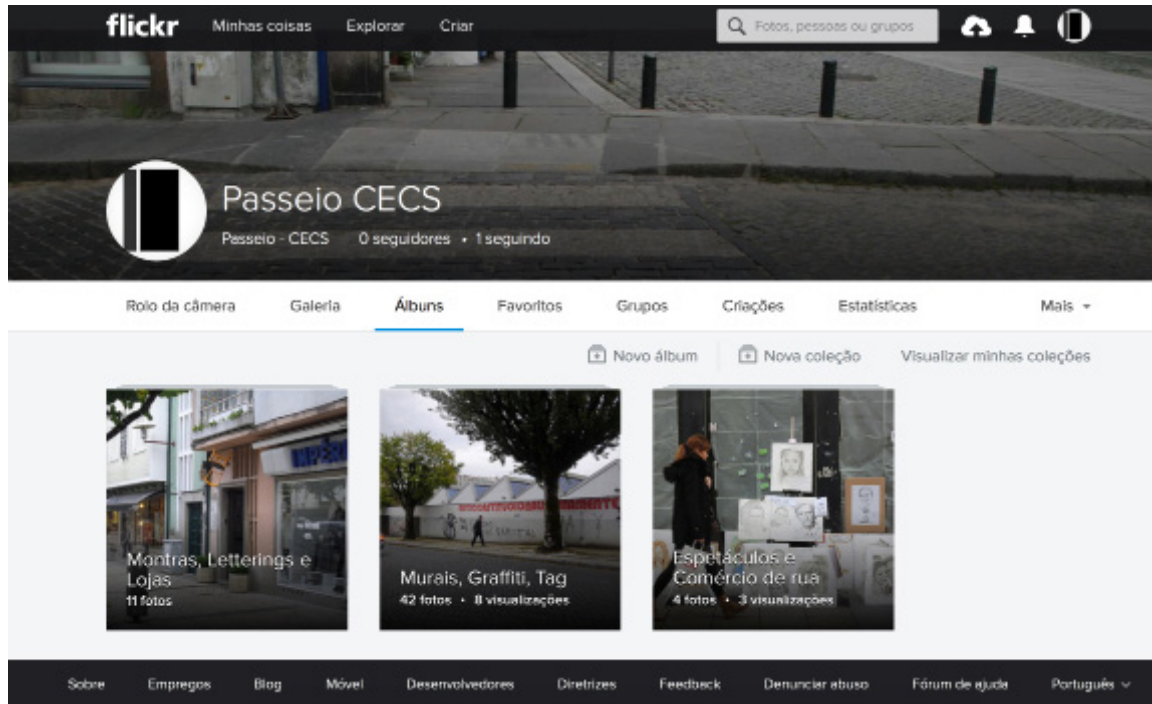 flickr Minhas coisas Explorar Criar Fotos, pessoas ou grupos
Passeio CECS
Passeio - CECS 0 seguidores • 1 seguindo
Rolo da câmera Galeria Álbuns Favoritos Grupos Criações Estatísticas Mais
Novo álbum Nova coleção Visualizar minhas coleções
Montras, Letterings e
Lojas
11 fotos
Murais, Graffiti, Tag
42 fotos • 8 visualizações
Espetáculos e
Comércio de rua
4 fotos • 3 visualizações
Sobre Empregos Blog Móvel Desenvolvedores Diretrizes Feedback Denunciar abuso Fórum de ajuda Português